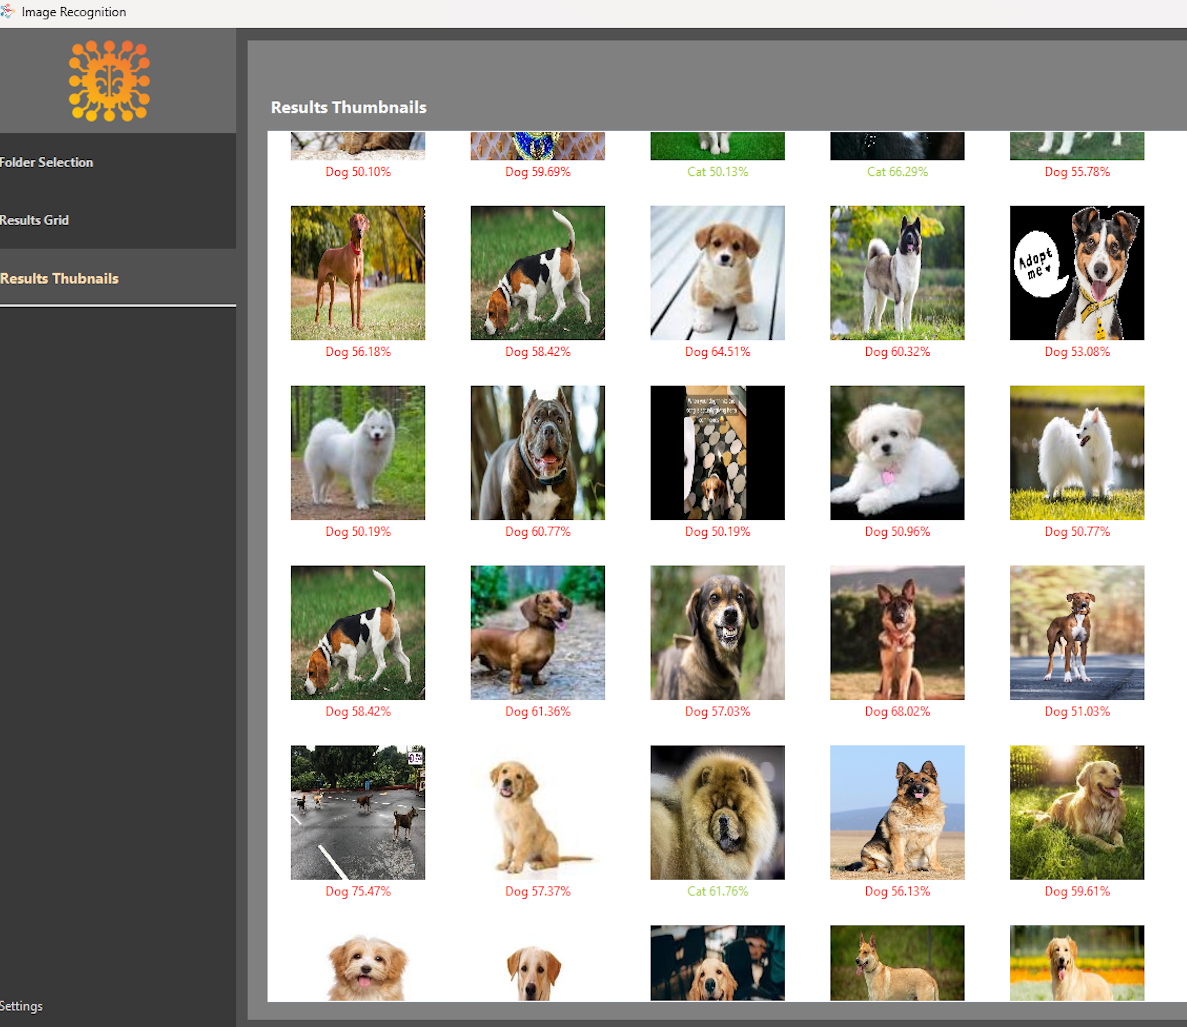 Image Recognition
Folder Selection
Results Grid
Results Thubnails
Settings
Results Thumbnails
Dog 50.10% Dog 59.69% Cat 50.13% Cat 66.29% Dog 55.78%
Adopt
me
Dog 56.18% Dog 58.42% Dog 64.51% Dog 60.32% Dog 53.08%
Dog 50.19% Dog 60.77% Dog 50.19% Dog 50.96% Dog 50.77%
Dog 58.42% Dog 61.36% Dog 57.03% Dog 68.02% Dog 51.03%
Dog 75.47% Dog 57.37% Cat 61.76% Dog 56.13% Dog 59.61%